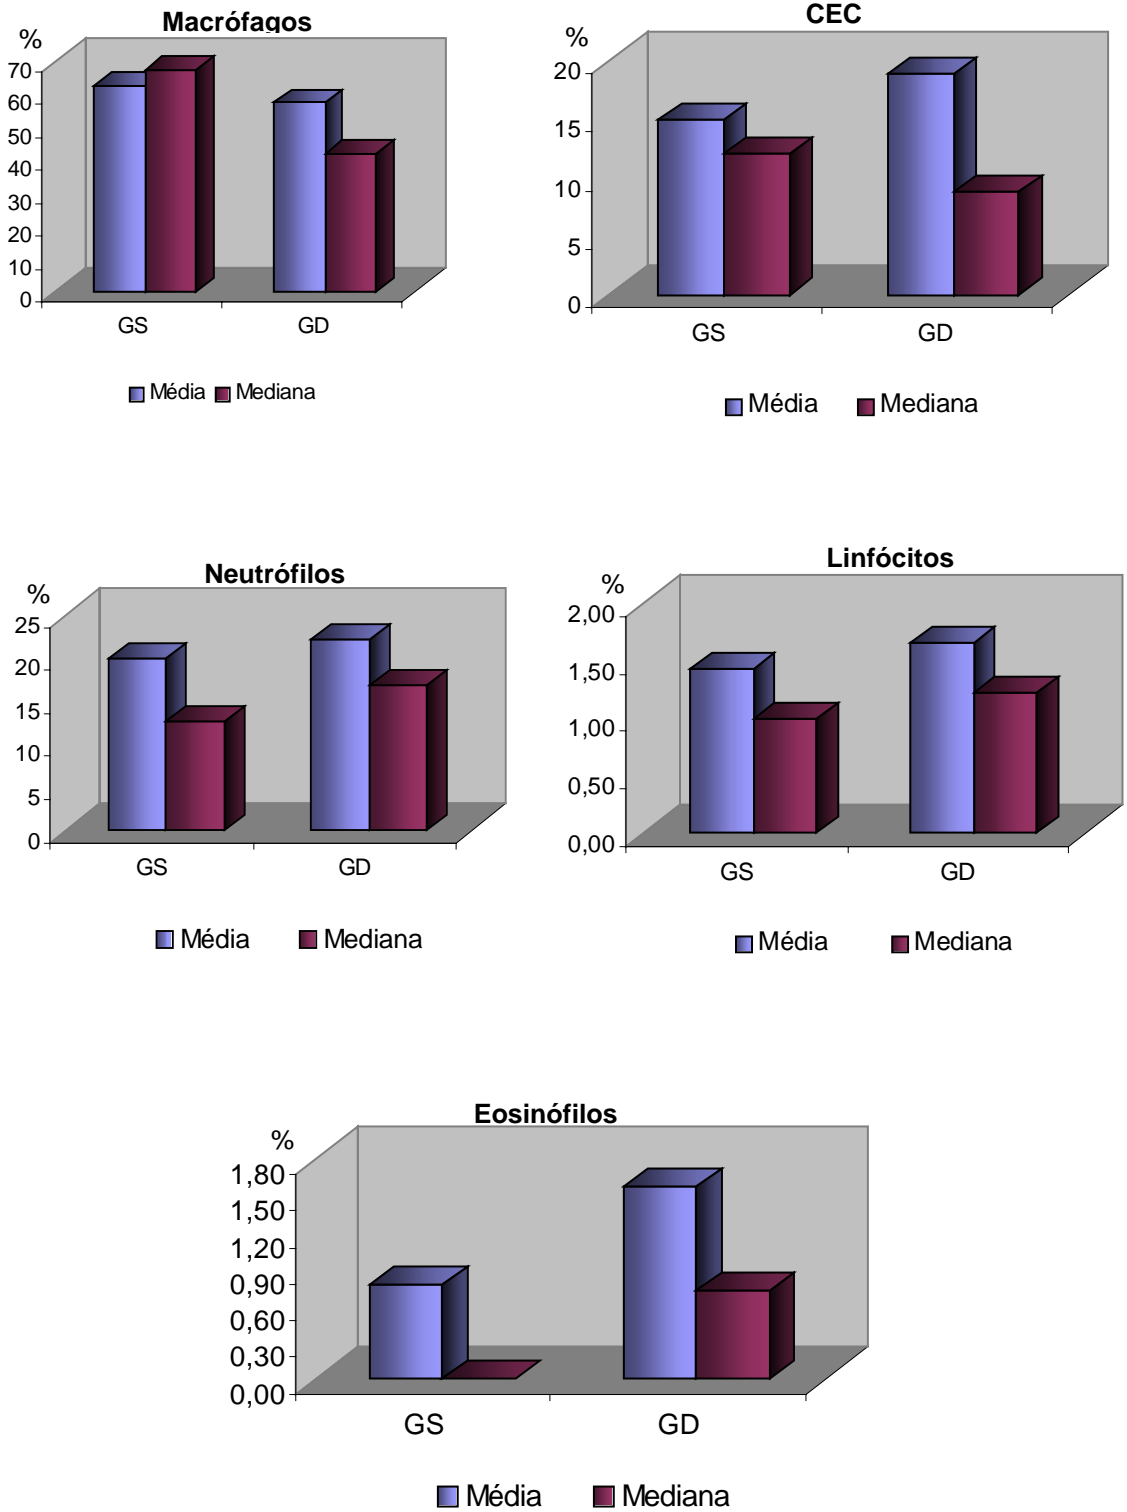 Macrófagos
%
70
60
50
40
30
20
10
0
GS GD
Média Mediana
CEC
%
20
15
10
5
0
GS GD
Média Mediana
Neutrófilos
%
25
20
15
10
5
0
GS GD
Média Mediana
Linfócitos
%
2,00
1,50
1,00
0,50
0,00
GS GD
Média Mediana
Eosinófilos
%
1,80
1,50
1,20
0,90
0,60
0,30
0,00
GS GD
Média Mediana